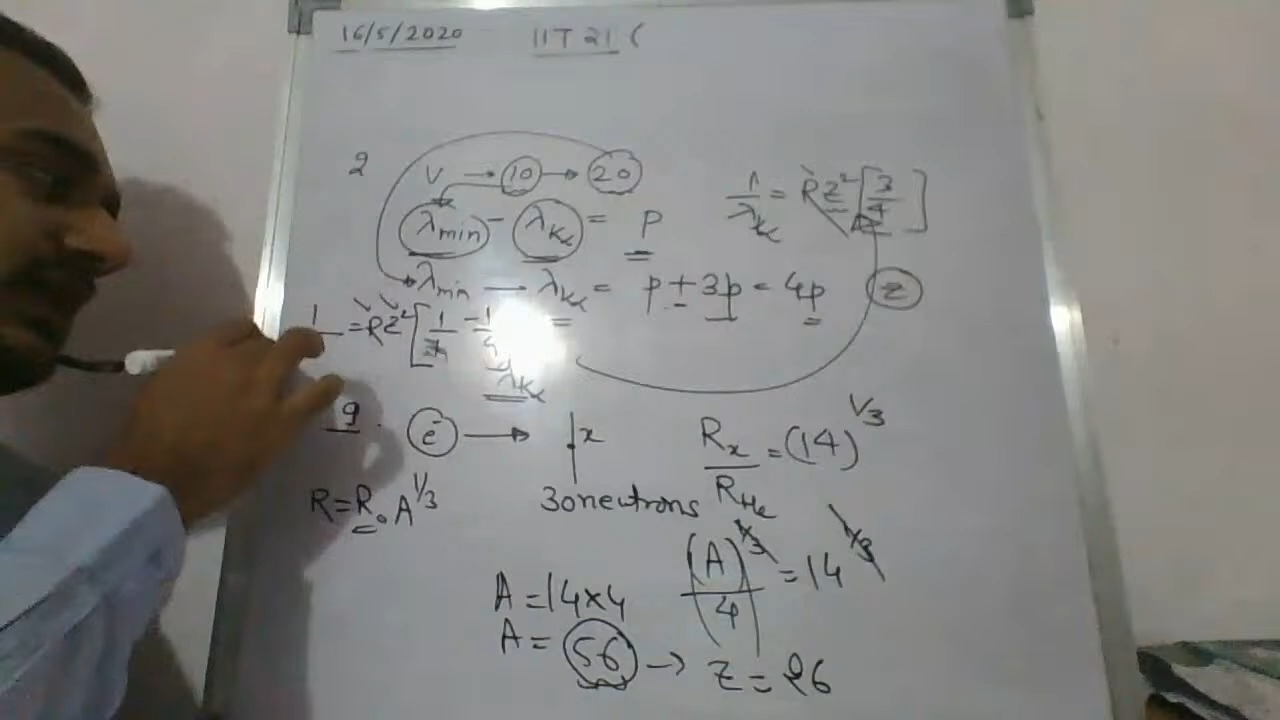 16/5/2020 IIT 21 (
2 V → 10 → 20
λmin - λKα = p
1/λKα = RZ² [3/4]
λmin - λKα = p ± 3p = 4p Z
1/ = RZ² [1/1 - 1/
λKα
9. e⁻ → x
Rx/RHe = (14)^1/3
R = R₀A^1/3 30 neutrons
(A/4)^1/3 = 14^1/3
A = 14×4
A = 56 → Z = 26